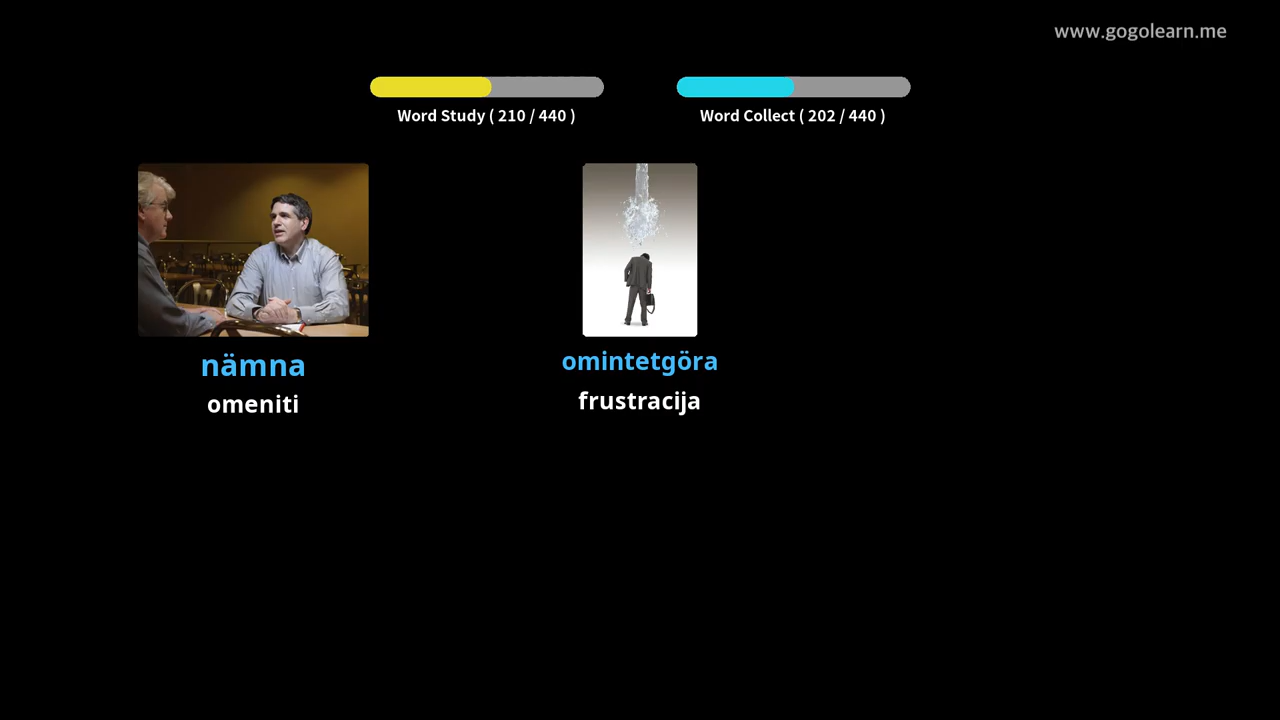 www.gogolearn.me
Word Study ( 210 / 440 )
Word Collect ( 202 / 440 )
nämna
omeniti
omintetgöra
frustracija